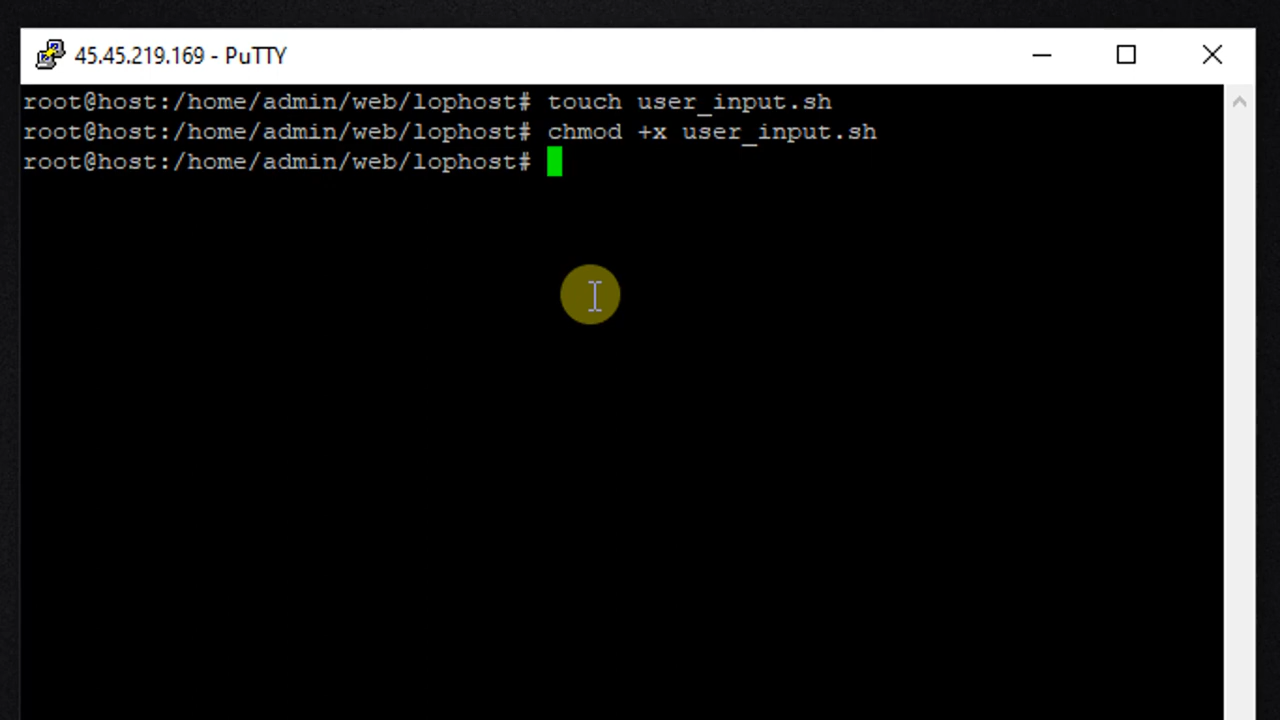 45.45.219.169 - PuTTY
root@host:/home/admin/web/lophost# touch user_input.sh
root@host:/home/admin/web/lophost# chmod +x user_input.sh
root@host:/home/admin/web/lophost#